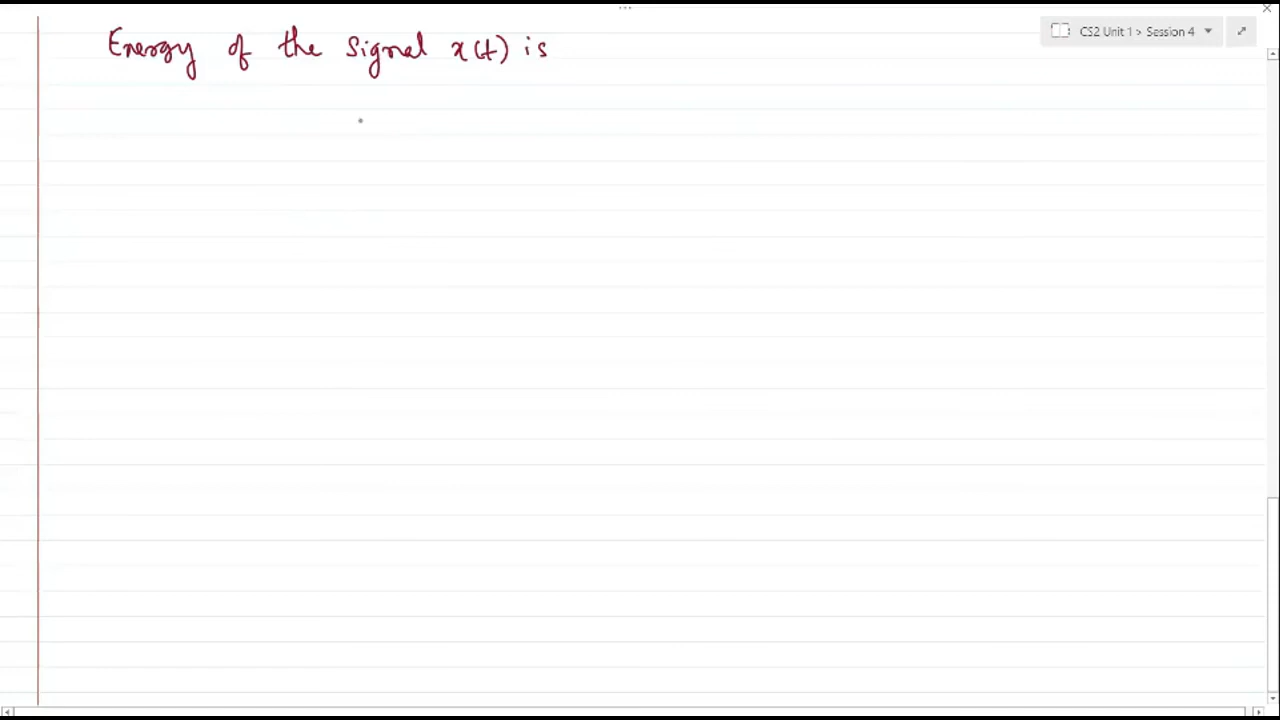 CS2 Unit 1 > Session 4
Energy of the Signal x(t) is